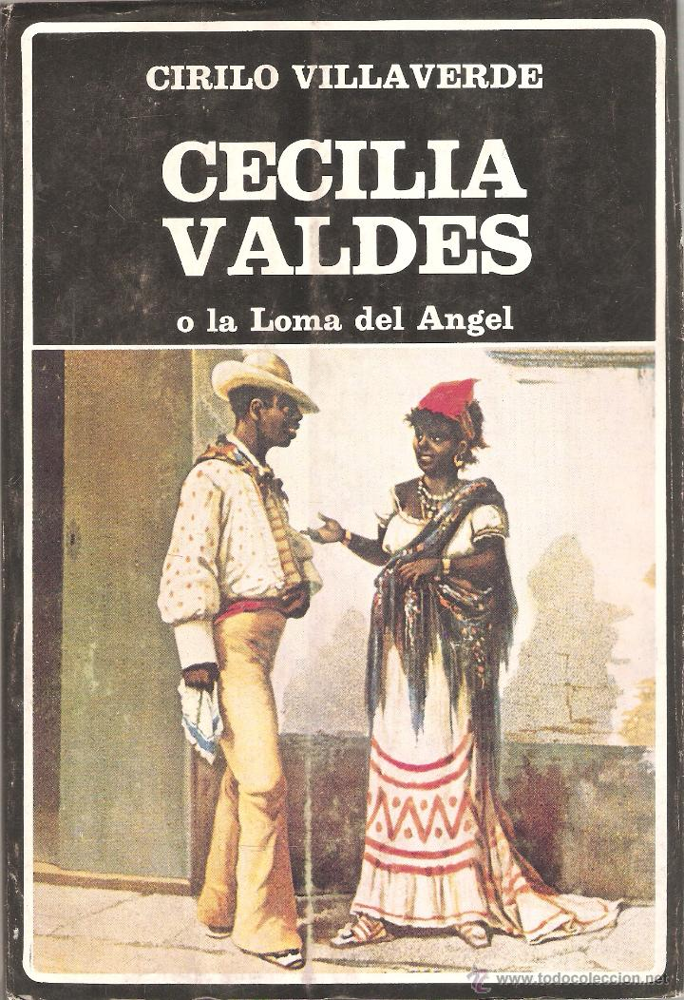 CIRILO VILLAVERDE
CECILIA
VALDES
o la Loma del Angel
www.todocoleccion.net